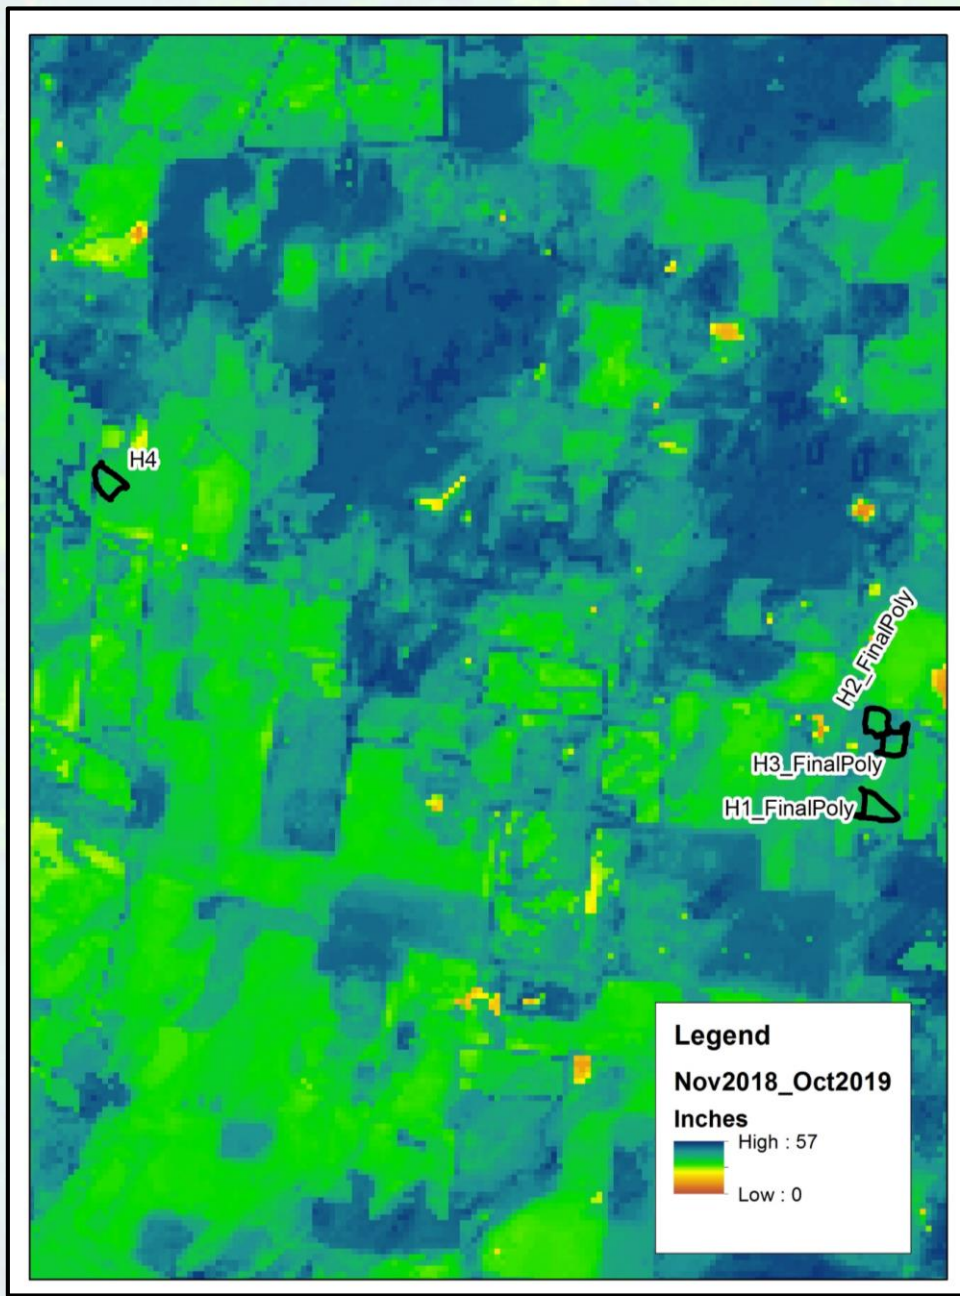 H4
H2_FinalPoly
H3_FinalPoly
H1_FinalPoly
Legend
Nov2018_Oct2019
Inches
High : 57
Low : 0